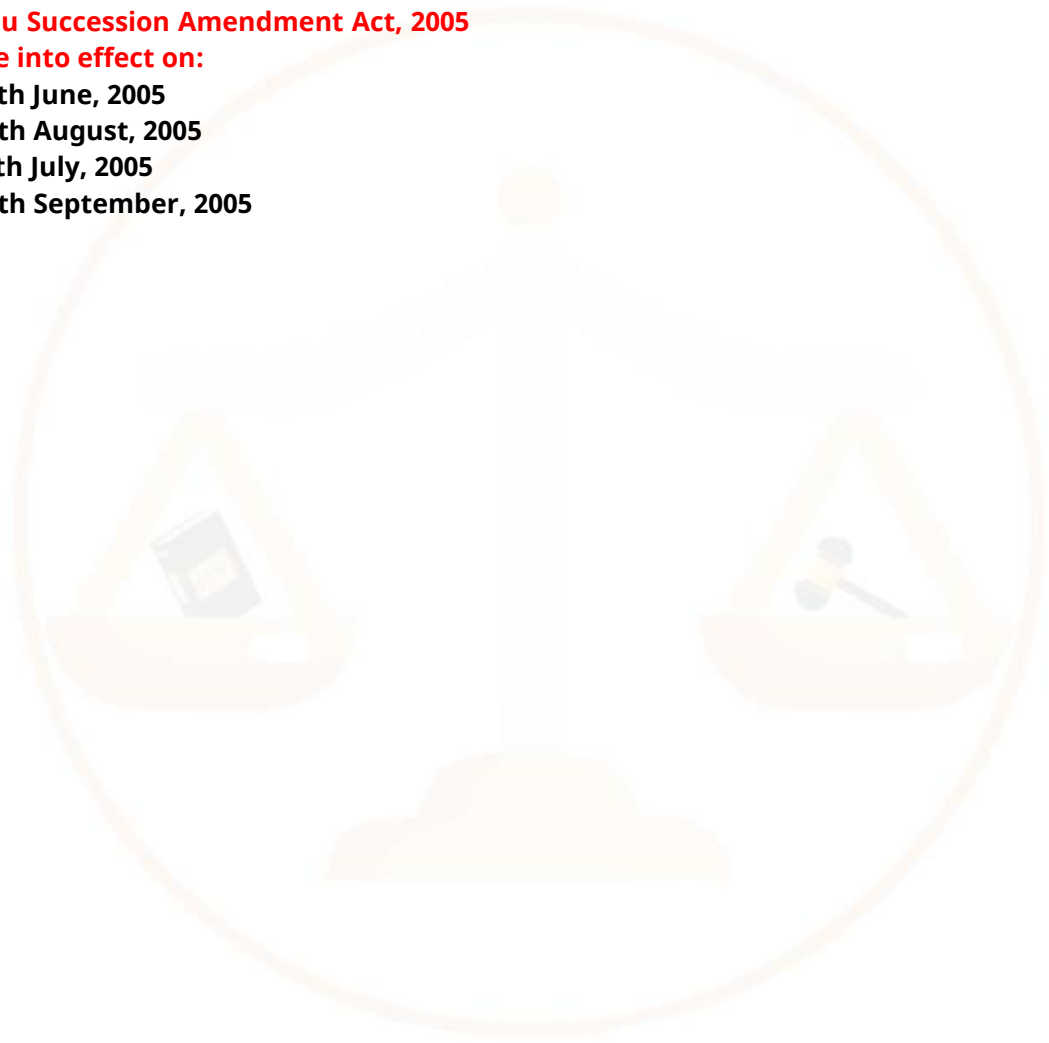 u Succession Amendment Act, 2005
e into effect on:
th June, 2005
th August, 2005
th July, 2005
th September, 2005